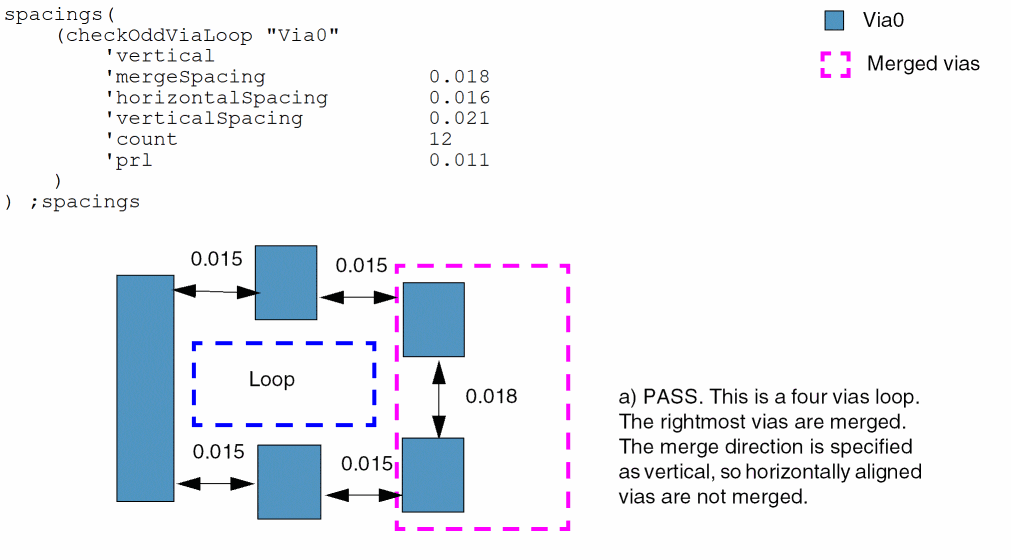 spacings(
    (checkOddViaLoop "Via0"
        'vertical
        'mergeSpacing 0.018
        'horizontalSpacing 0.016
        'verticalSpacing 0.021
        'count 12
        'prl 0.011
    )
) ;spacings
Via0
Merged vias
0.015
0.015
Loop
0.018
0.015
0.015
a) PASS. This is a four vias loop.
The rightmost vias are merged.
The merge direction is specified
as vertical, so horizontally aligned
vias are not merged.